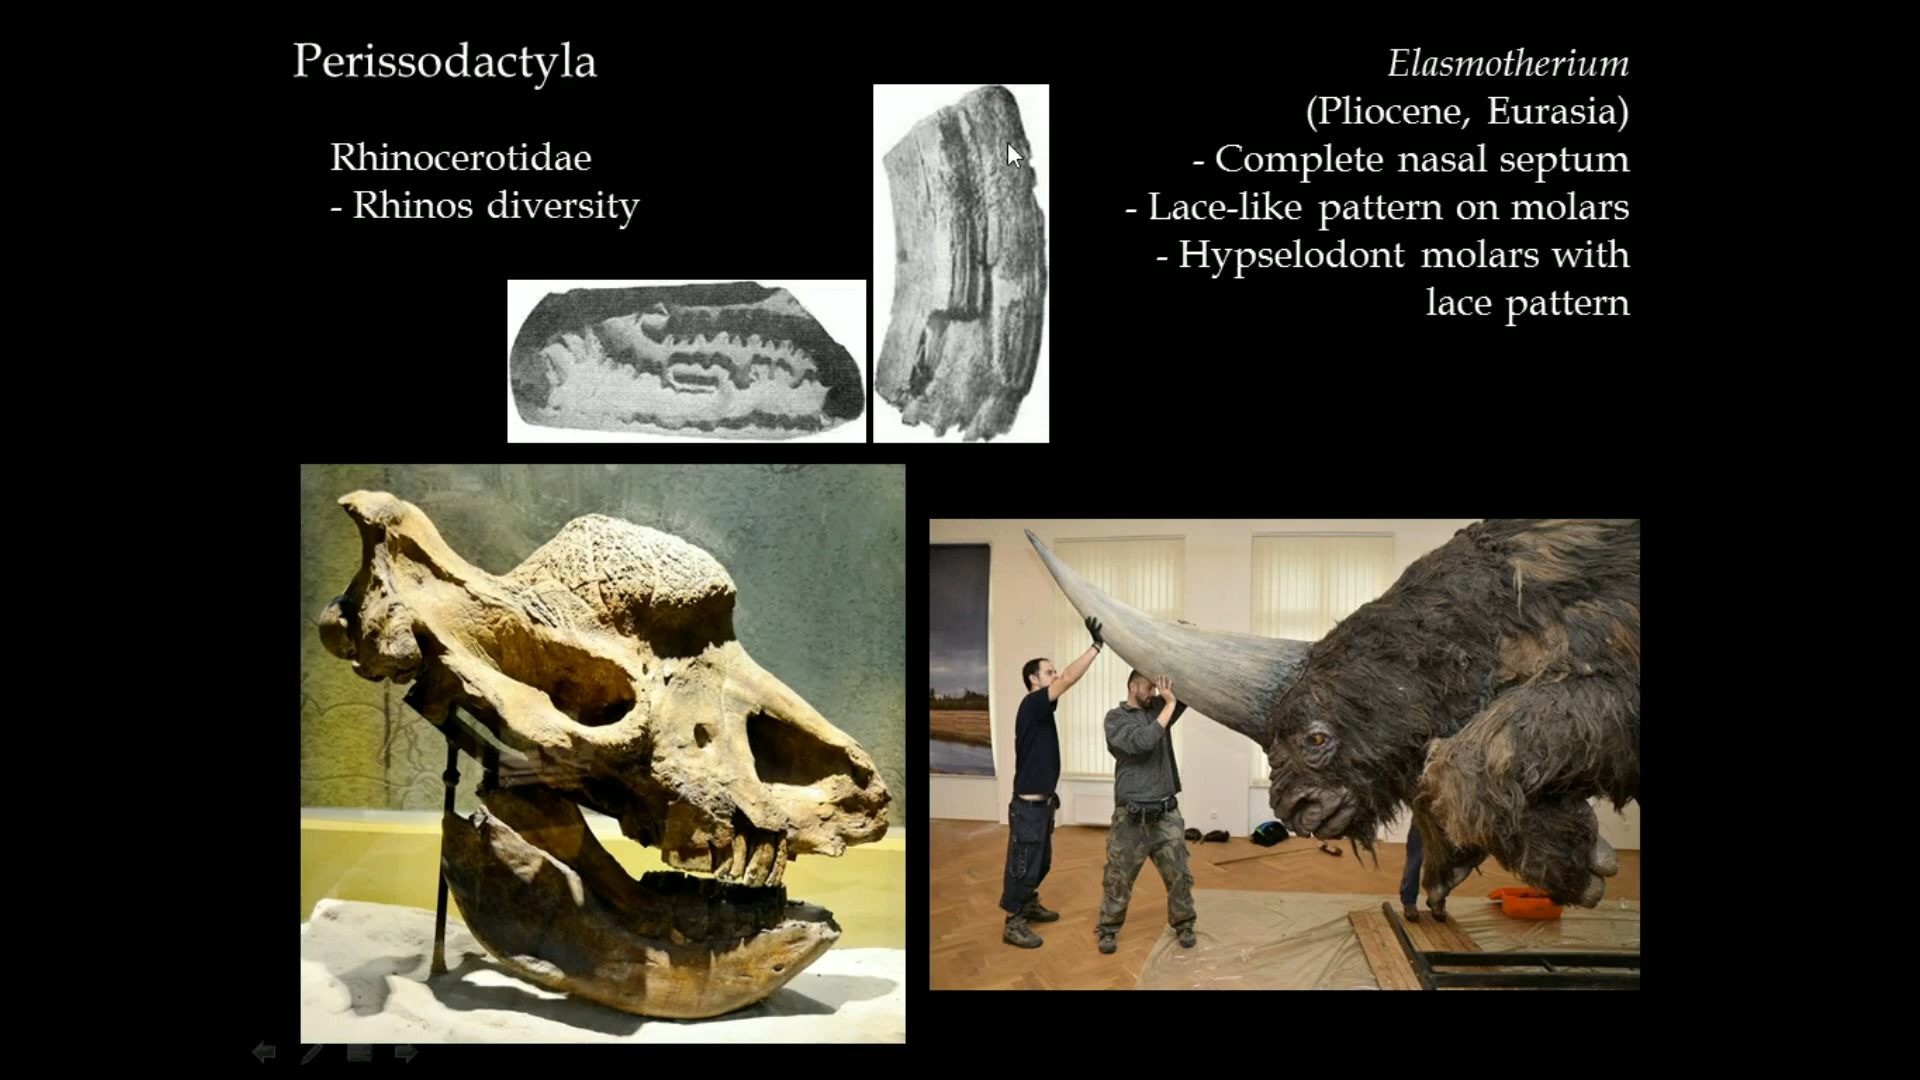 Perissodactyla
Rhinocerotidae
- Rhinos diversity
Elasmotherium
(Pliocene, Eurasia)
- Complete nasal septum
- Lace-like pattern on molars
- Hypselodont molars with
lace pattern